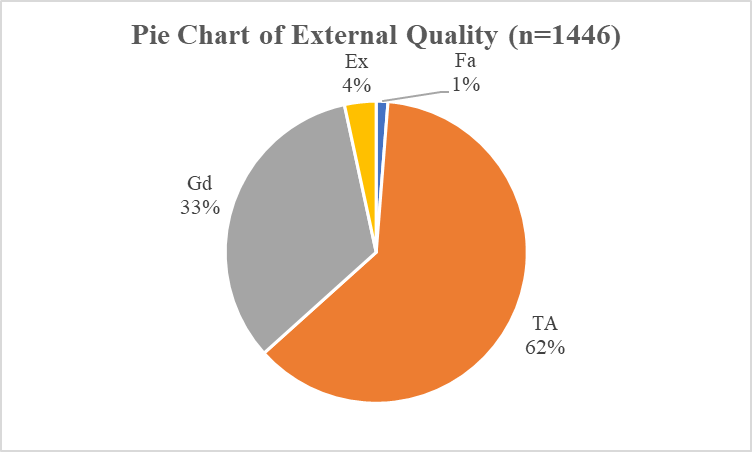 Pie Chart of External Quality (n=1446)
Ex
4%
Fa
1%
Gd
33%
TA
62%